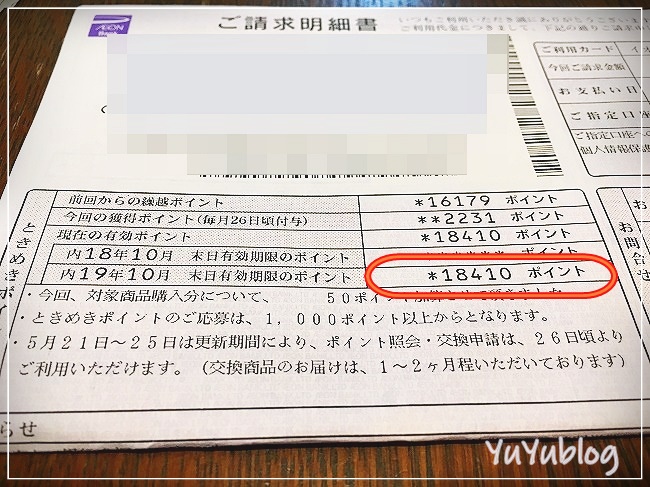 AEON
Bank
ご請求明細書
いつもご利用いただき誠にありがとうございます
ご利用代金につきまして、下記の通りご請求
ご利用カード
今回ご請求金額
お支払い日
ご指定口座
ご指定口座への
個人情報保護
ときめきポ
前回からの繰越ポイント *16179 ポイント
今回の獲得ポイント(毎月26日頃付与) **2231 ポイント
現在の有効ポイント *18410 ポイント
内18年10月 末日有効期限のポイント ****** ポイント
内19年10月 末日有効期限のポイント *18410 ポイント
お問合せ
・今回、対象商品購入分について、 50ポイント加算させて頂きました
・ときめきポイントのご応募は、1,000ポイント以上からとなります。
・5月21日~25日は更新期間により、ポイント照会・交換申請は、26日頃より
ご利用いただけます。(交換商品のお届けは、1~2ヶ月程いただいております)
らせ
YuYublog